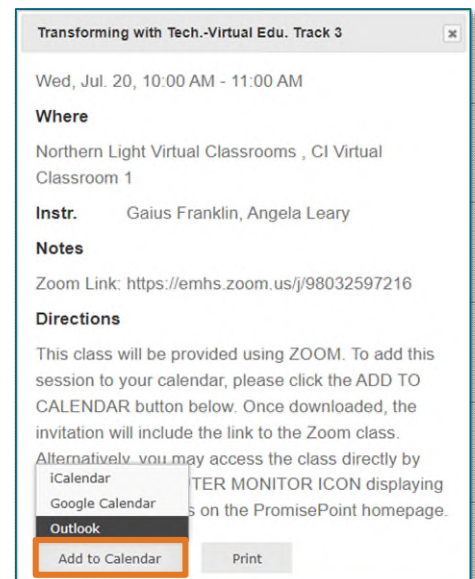 Transforming with Tech.-Virtual Edu. Track 3
Wed, Jul. 20, 10:00 AM - 11:00 AM
Where
Northern Light Virtual Classrooms , CI Virtual
Classroom 1
Instr. Gaius Franklin, Angela Leary
Notes
Zoom Link: https://emhs.zoom.us/j/98032597216
Directions
This class will be provided using ZOOM. To add this
session to your calendar, please click the ADD TO
CALENDAR button below. Once downloaded, the
invitation will include the link to the Zoom class.
Alternatively, you may access the class directly by
iCalendar
TER MONITOR ICON displaying
Google Calendar
s on the PromisePoint homepage.
Outlook
Add to Calendar Print